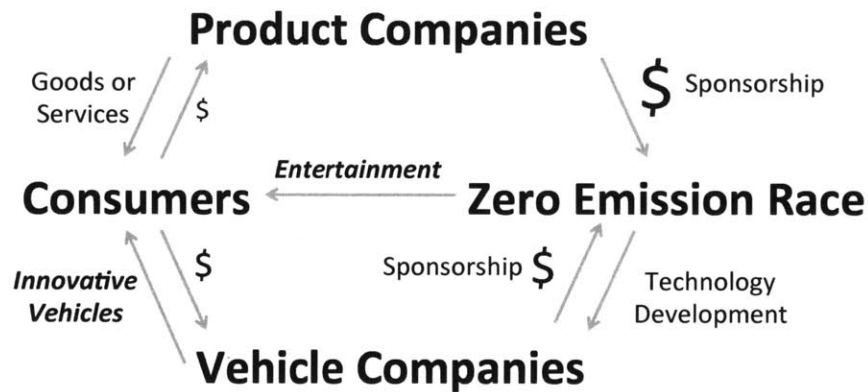 Product Companies
Goods or
Services
$
$ Sponsorship
Entertainment
Consumers
Zero Emission Race
Innovative
Vehicles
$
Sponsorship $
Technology
Development
Vehicle Companies